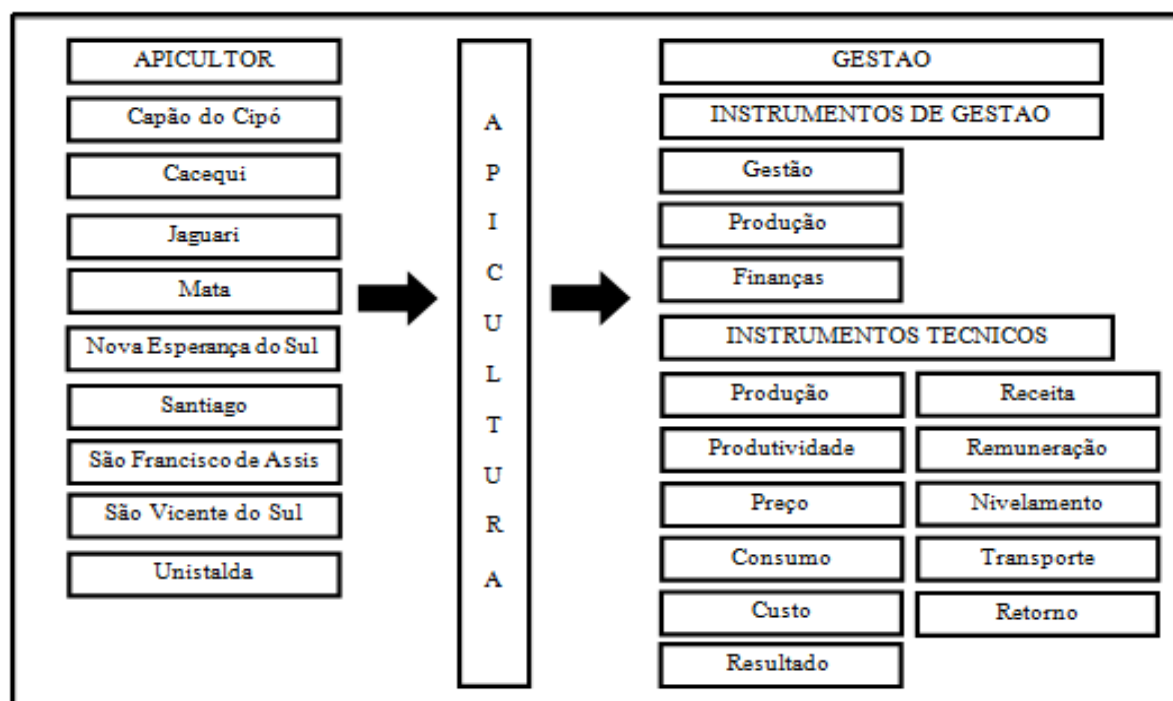 APICULTOR
Capão do Cipó
Cacequi
Jaguari
Mata
Nova Esperança do Sul
Santiago
São Francisco de Assis
São Vicente do Sul
Unistalda
A
P
I
C
U
L
T
U
R
A
GESTAO
INSTRUMENTOS DE GESTAO
Gestão
Produção
Finanças
INSTRUMENTOS TECNICOS
Produção
Receita
Produtividade
Remuneração
Preço
Nivelamento
Consumo
Transporte
Custo
Retorno
Resultado